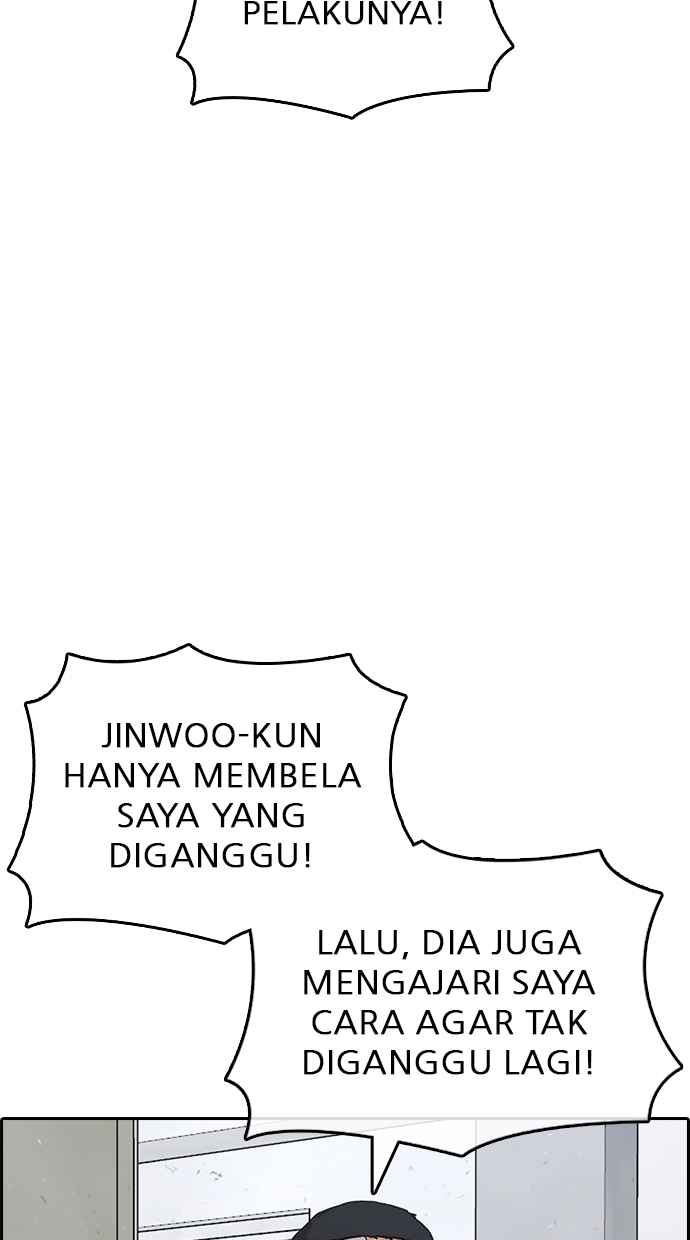 PELAKUNYA!
JINWOO-KUN
HANYA MEMBELA
SAYA YANG
DIGANGGU!
LALU, DIA JUGA
MENGAJARI SAYA
CARA AGAR TAK
DIGANGGU LAGI!